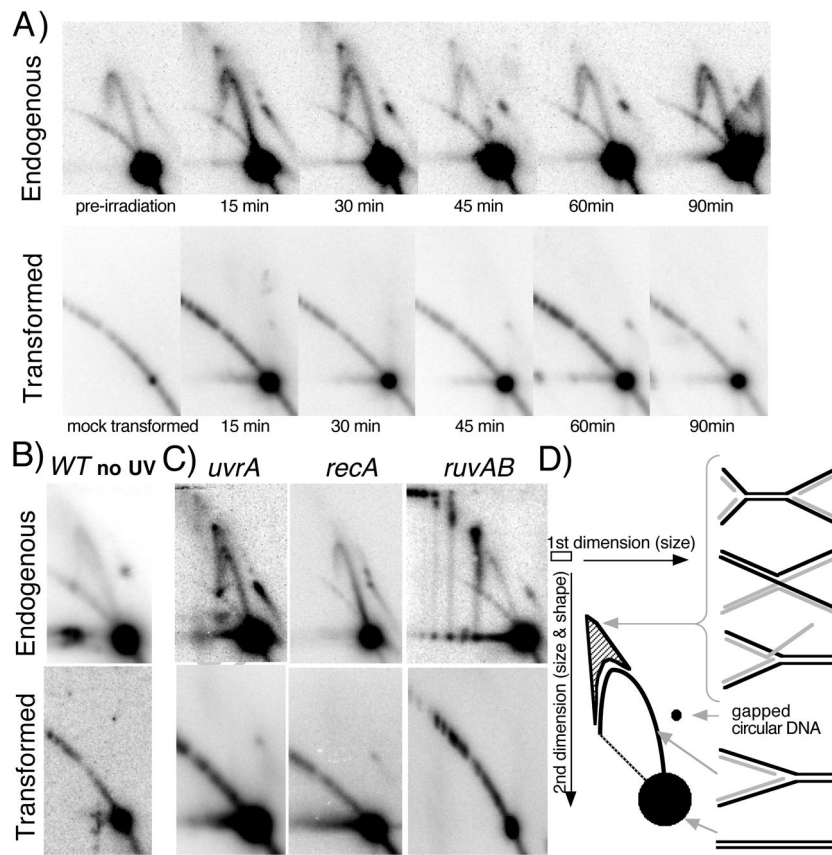 A)
Endogenous
pre-irradiation 15 min 30 min 45 min 60min 90min
Transformed
mock transformed 15 min 30 min 45 min 60min 90min
B) WT no UV C) uvrA recA ruvAB D)
Endogenous
Transformed
1st dimension (size)
2nd dimension (size & shape)
gapped
circular DNA